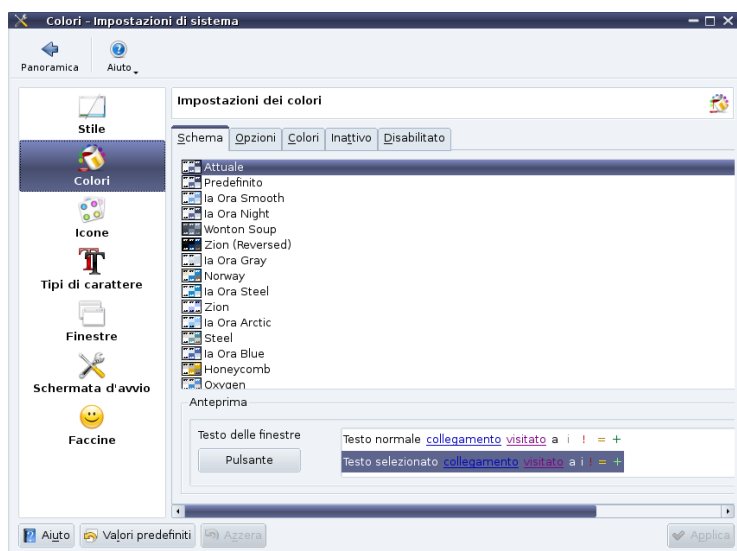 Colori - Impostazioni di sistema
Panoramica
Aiuto
Stile
Colori
Icone
Tipi di carattere
Finestre
Schermata d'avvio
Faccine
Impostazioni dei colori
Schema Opzioni Colori Inattivo Disabilitato
Attuale
Predefinito
Ia Ora Smooth
Ia Ora Night
Wonton Soup
Zion (Reversed)
Ia Ora Gray
Norway
Ia Ora Steel
Zion
Ia Ora Arctic
Steel
Ia Ora Blue
Honeycomb
Oxygen
Anteprima
Testo delle finestre
Pulsante
Testo normale collegamento visitato a i ! = +
Testo selezionato collegamento visitato a i ! = +
Aiuto Valori predefiniti Azzera Applica